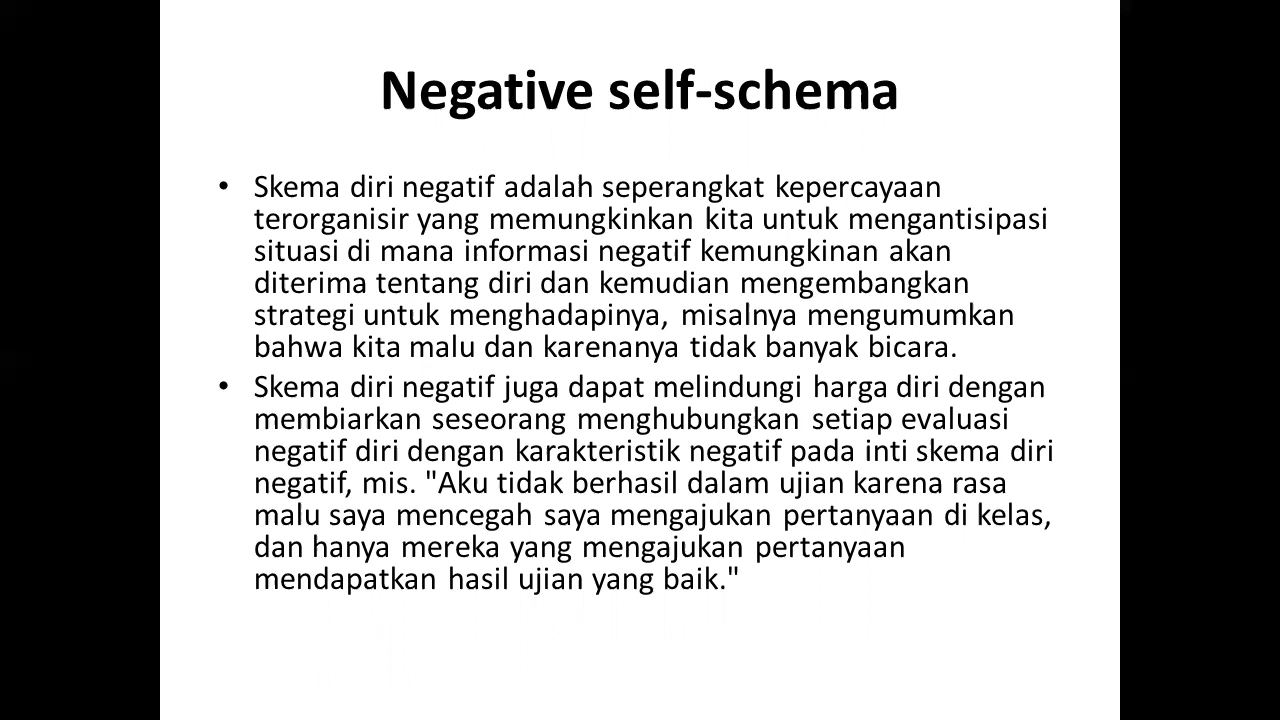 Negative self-schema
• Skema diri negatif adalah seperangkat kepercayaan
terorganisir yang memungkinkan kita untuk mengantisipasi
situasi di mana informasi negatif kemungkinan akan
diterima tentang diri dan kemudian mengembangkan
strategi untuk menghadapinya, misalnya mengumumkan
bahwa kita malu dan karenanya tidak banyak bicara.
• Skema diri negatif juga dapat melindungi harga diri dengan
membiarkan seseorang menghubungkan setiap evaluasi
negatif diri dengan karakteristik negatif pada inti skema diri
negatif, mis. "Aku tidak berhasil dalam ujian karena rasa
malu saya mencegah saya mengajukan pertanyaan di kelas,
dan hanya mereka yang mengajukan pertanyaan
mendapatkan hasil ujian yang baik."